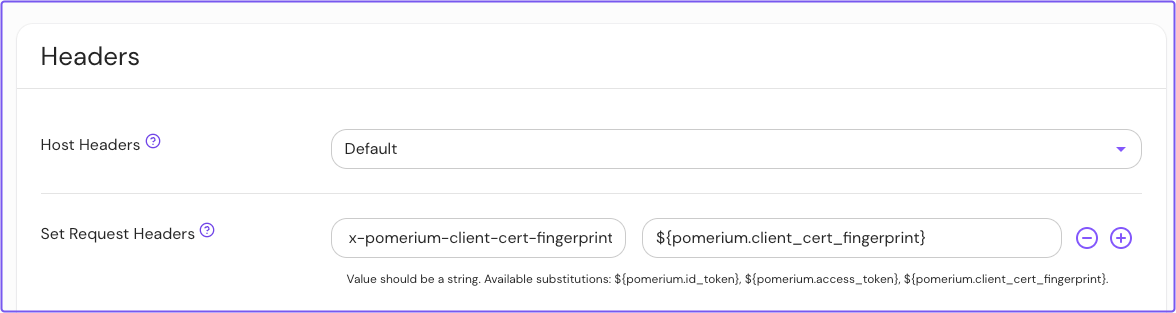 Headers
Host Headers
Default
Set Request Headers
x-pomerium-client-cert-fingerprint
${pomerium.client_cert_fingerprint}
Value should be a string. Available substitutions: ${pomerium.id_token}, ${pomerium.access_token}, ${pomerium.client_cert_fingerprint}.